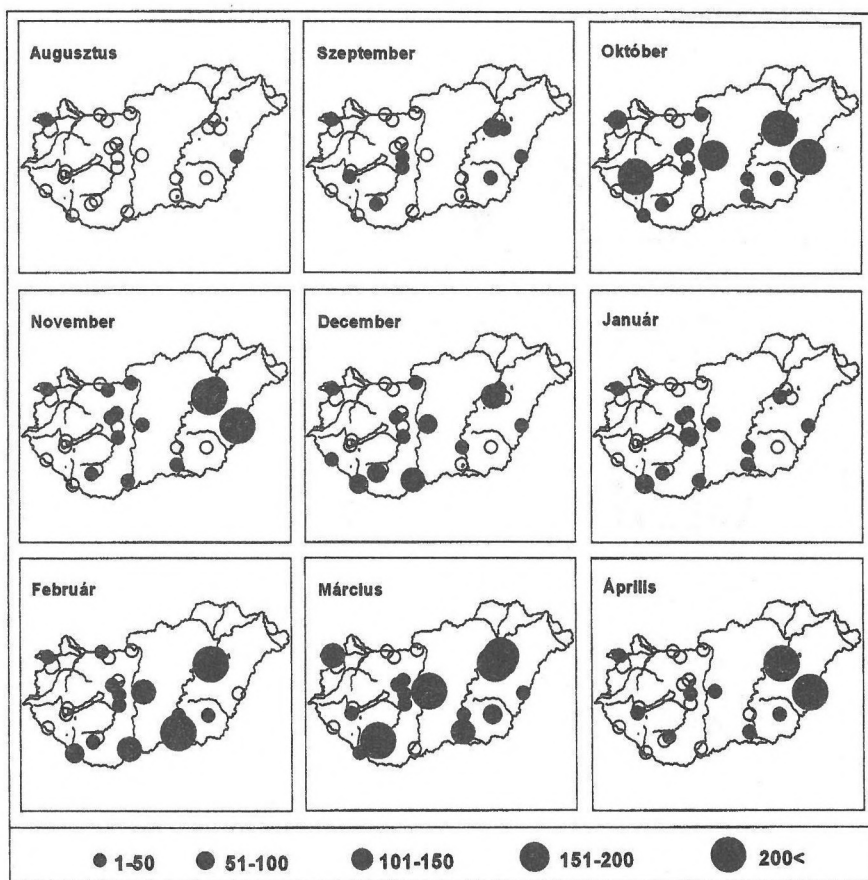 Augusztus
Szeptember
Október
November
December
Január
Február
Március
Április
1-50 51-100 101-150 151-200 200<